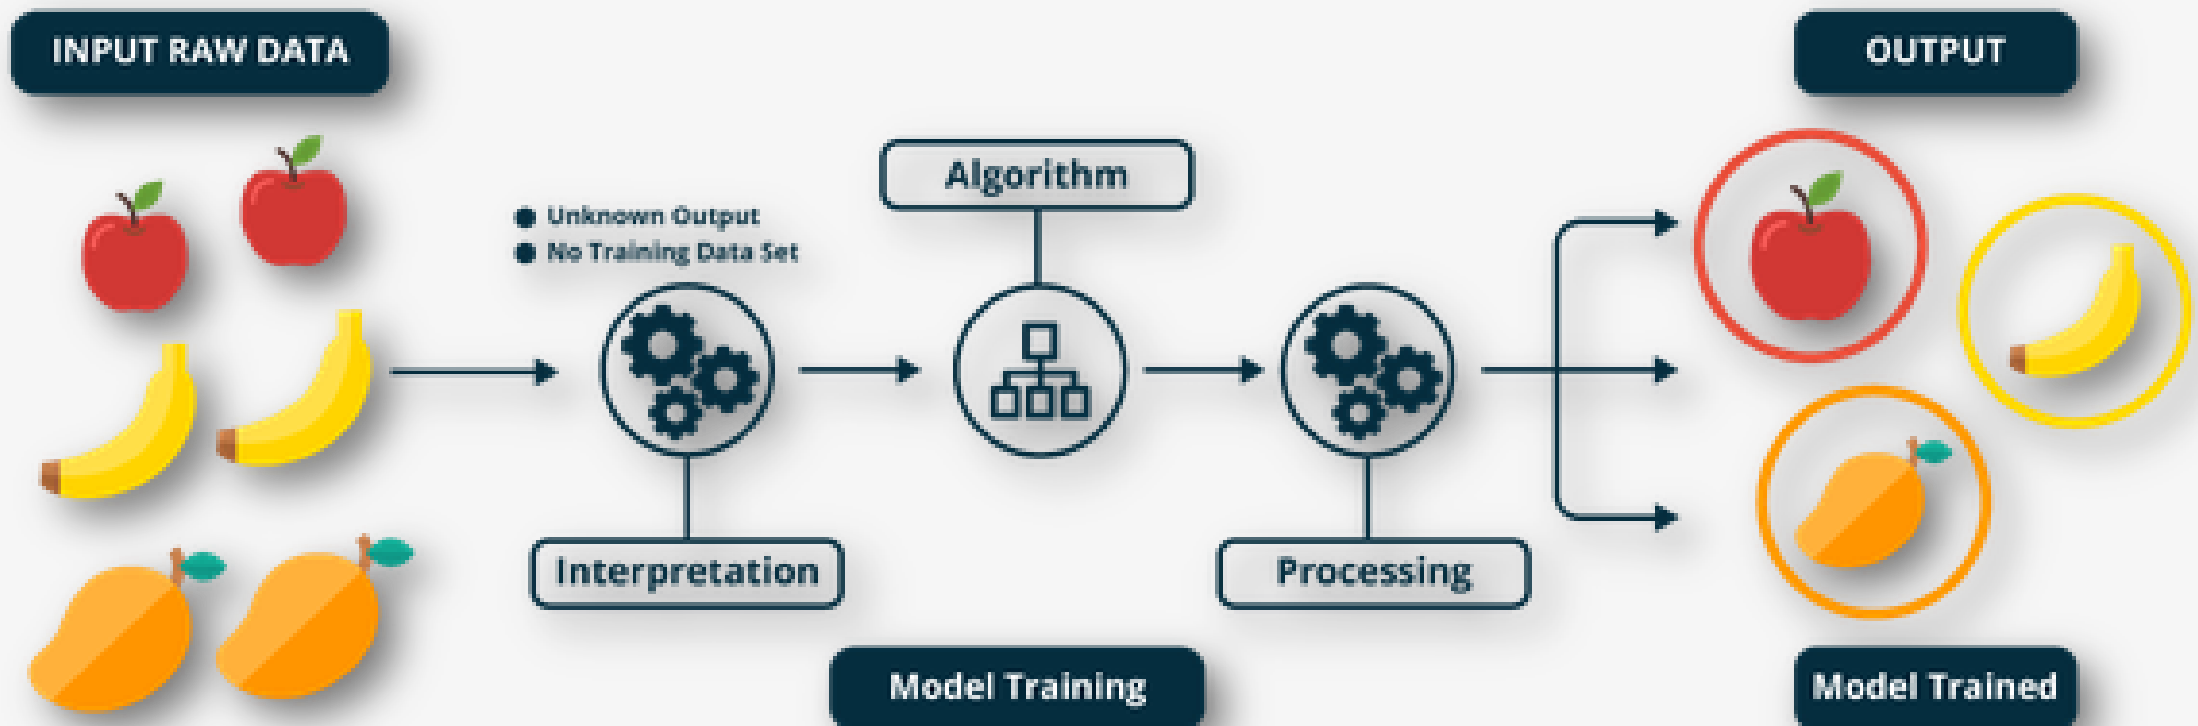 INPUT RAW DATA
OUTPUT
Algorithm
Unknown Output
No Training Data Set
Interpretation
Processing
Model Training
Model Trained